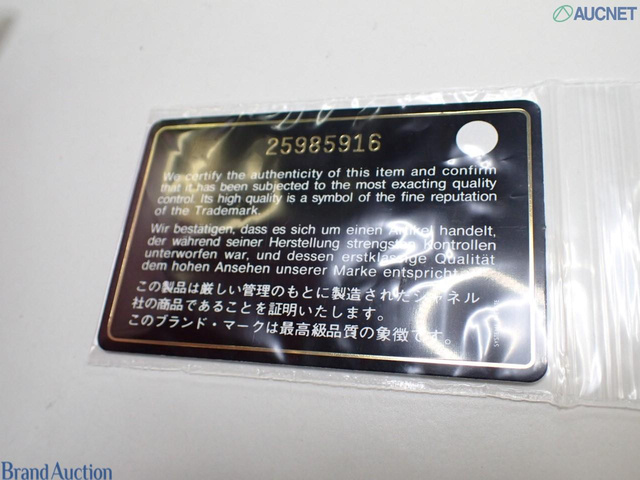 AUCNET
25985916
We certify the authenticity of this item and confirm
that it has been subjected to the most exacting quality
control. Its high quality is a symbol of the fine reputation
of the Trademark.
Wir bestätigen, dass es sich um einen Artikel handelt,
der während seiner Herstellung strengsten Kontrollen
unterworfen war, und dessen erstklassige Qualität
dem hohen Ansehen unserer Marke entspricht.
この製品は厳しい管理のもとに製造されたシャネル
社の商品であることを証明いたします。
このブランド・マークは最高級品質の象徴です。
Brand Auction